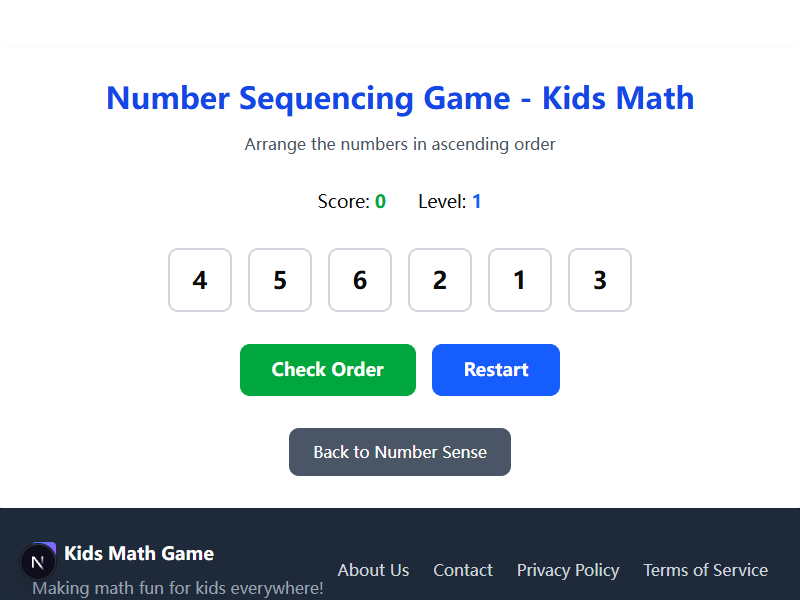 Number Sequencing Game - Kids Math
Arrange the numbers in ascending order
Score: 0 Level: 1
4 5 6 2 1 3
Check Order Restart
Back to Number Sense
N Kids Math Game
Making math fun for kids everywhere!
About Us Contact Privacy Policy Terms of Service